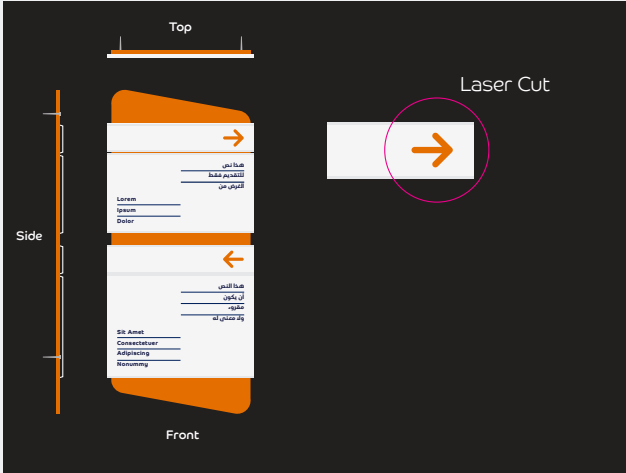 Top
Laser Cut
هذا نص
للتقديم فقط
الغرض من
Lorem
Ipsum
Dolor
Side
هذا النص
أن يكون
مقروء
ولا معنى له
Sit Amet
Consectetuer
Adipiscing
Nonummy
Front